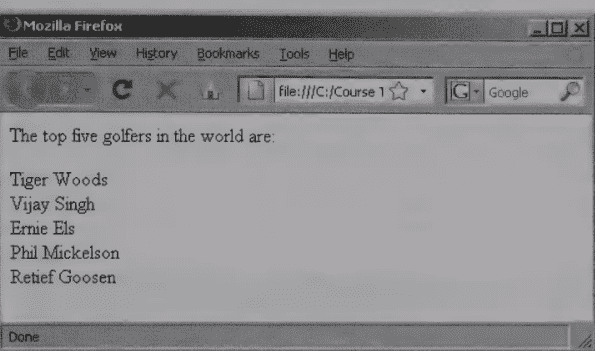 Mozilla Firefox
File Edit View History Bookmarks Tools Help
file:///C:/Course 1 G Google
The top five golfers in the world are:
Tiger Woods
Vijay Singh
Ernie Els
Phil Mickelson
Retief Goosen
Done